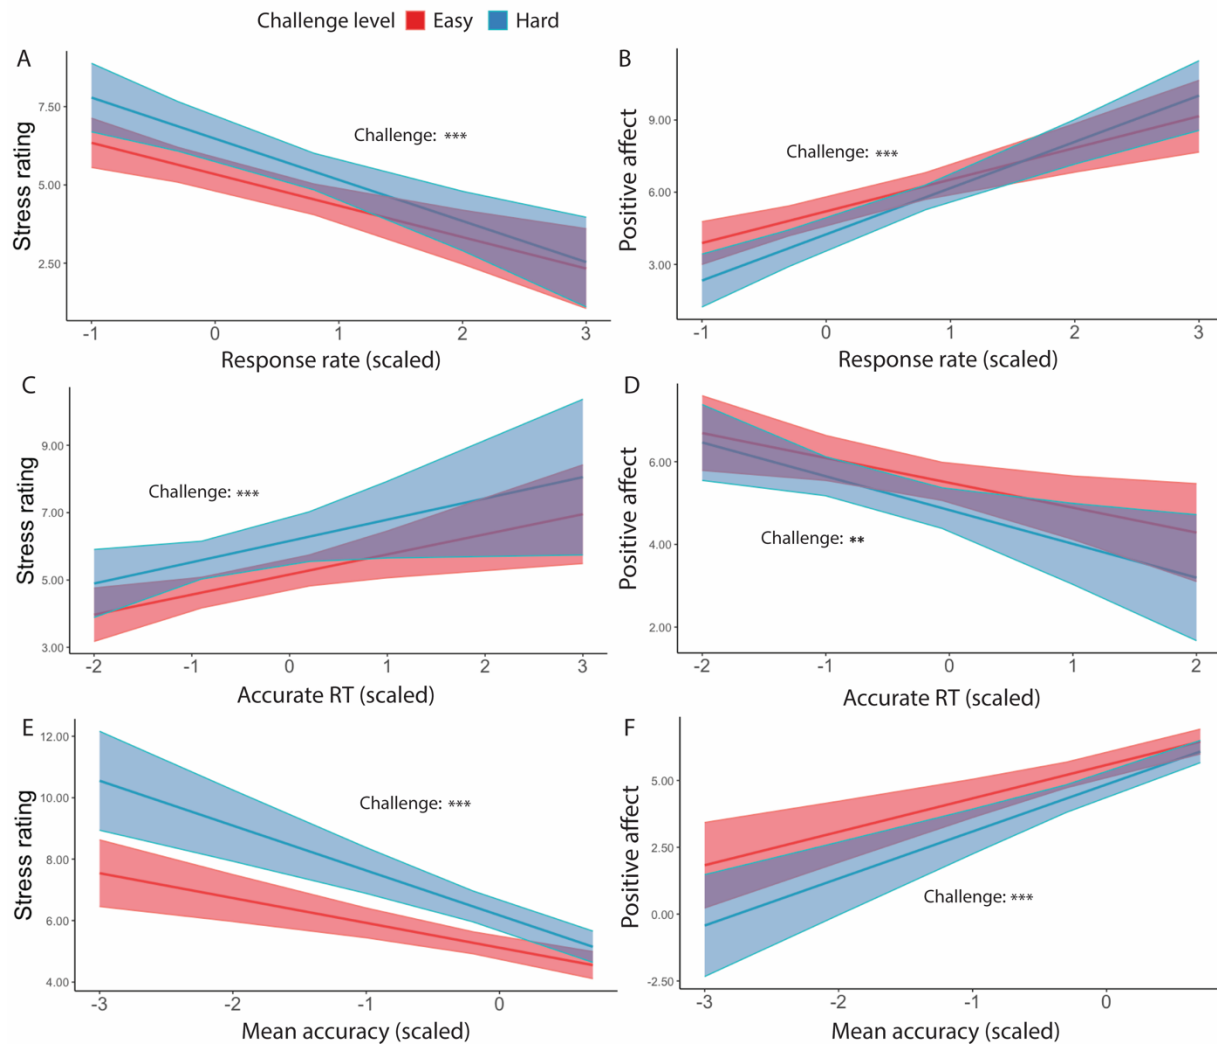 Challenge level Easy Hard
A
Stress rating
7.50
5.00
2.50
Challenge: ***
-1 0 1 2 3
Response rate (scaled)
B
Positive affect
9.00
6.00
3.00
Challenge: ***
-1 0 1 2 3
Response rate (scaled)
C
Stress rating
9.00
7.00
5.00
3.00
Challenge: ***
-2 -1 0 1 2 3
Accurate RT (scaled)
D
Positive affect
6.00
4.00
2.00
Challenge: **
-2 -1 0 1 2
Accurate RT (scaled)
E
Stress rating
12.00
10.00
8.00
6.00
4.00
Challenge: ***
-3 -2 -1 0
Mean accuracy (scaled)
F
Positive affect
5.00
2.50
0.00
-2.50
Challenge: ***
-3 -2 -1 0
Mean accuracy (scaled)